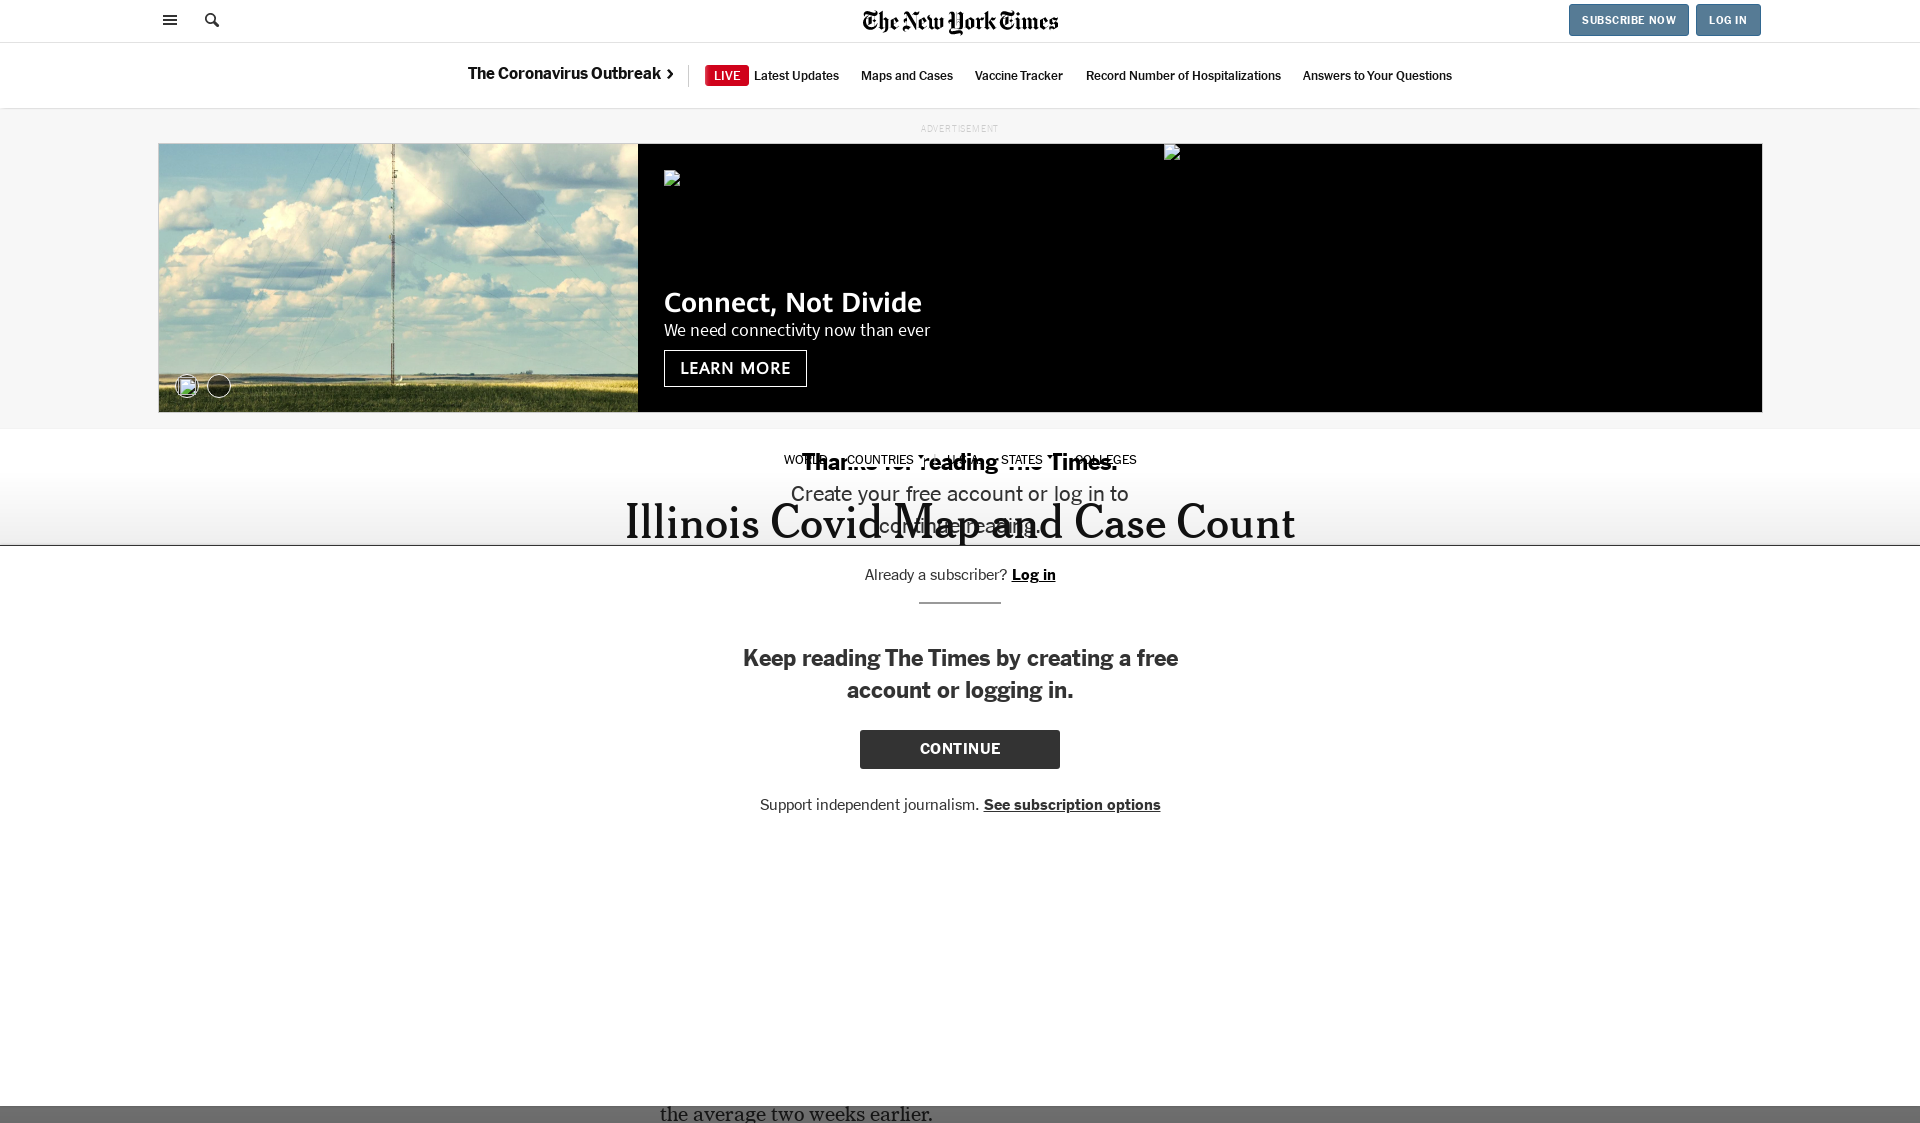 The New York Times
SUBSCRIBE NOW
LOG IN
The Coronavirus Outbreak
LIVE Latest Updates
Maps and Cases
Vaccine Tracker
Record Number of Hospitalizations
Answers to Your Questions
ADVERTISEMENT
Connect, Not Divide
We need connectivity now than ever
LEARN MORE
WORLD
COUNTRIES
U.S.A.
STATES
COLLEGES
Thanks for reading The Times.
Create your free account or log in to
continue reading.
Illinois Covid Map and Case Count
Already a subscriber? Log in
Keep reading The Times by creating a free
account or logging in.
CONTINUE
Support independent journalism. See subscription options
the average two weeks earlier.